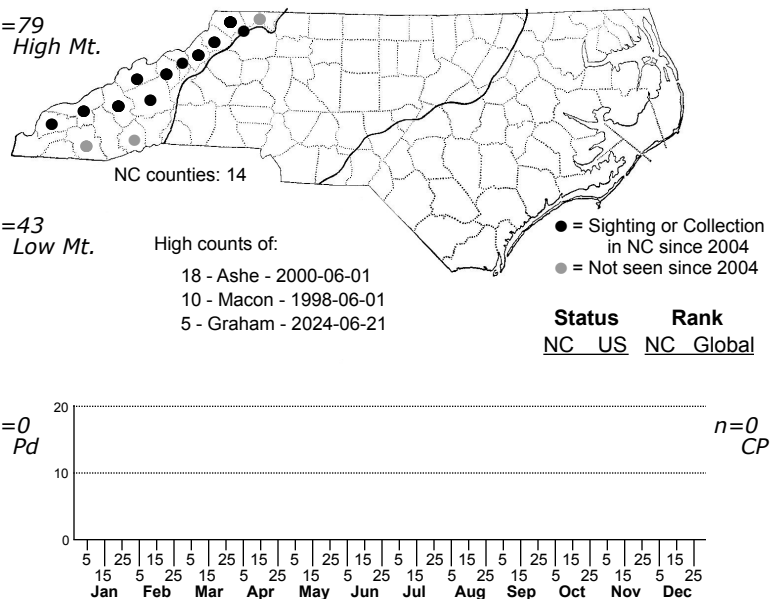 =79
High Mt.
NC counties: 14
=43
Low Mt.
High counts of:
18 - Ashe - 2000-06-01
10 - Macon - 1998-06-01
5 - Graham - 2024-06-21
● = Sighting or Collection
in NC since 2004
● = Not seen since 2004
Status Rank
NC US NC Global
=0
Pd
n=0
CP
20
10
0
5 25 15 5 25 15 5 25 15 5 25 15 5 25 15 5 25 15
15 5 25 15 5 25 15 5 25 15 5 25 15 5 25 15 5 25
Jan Feb Mar Apr May Jun Jul Aug Sep Oct Nov Dec